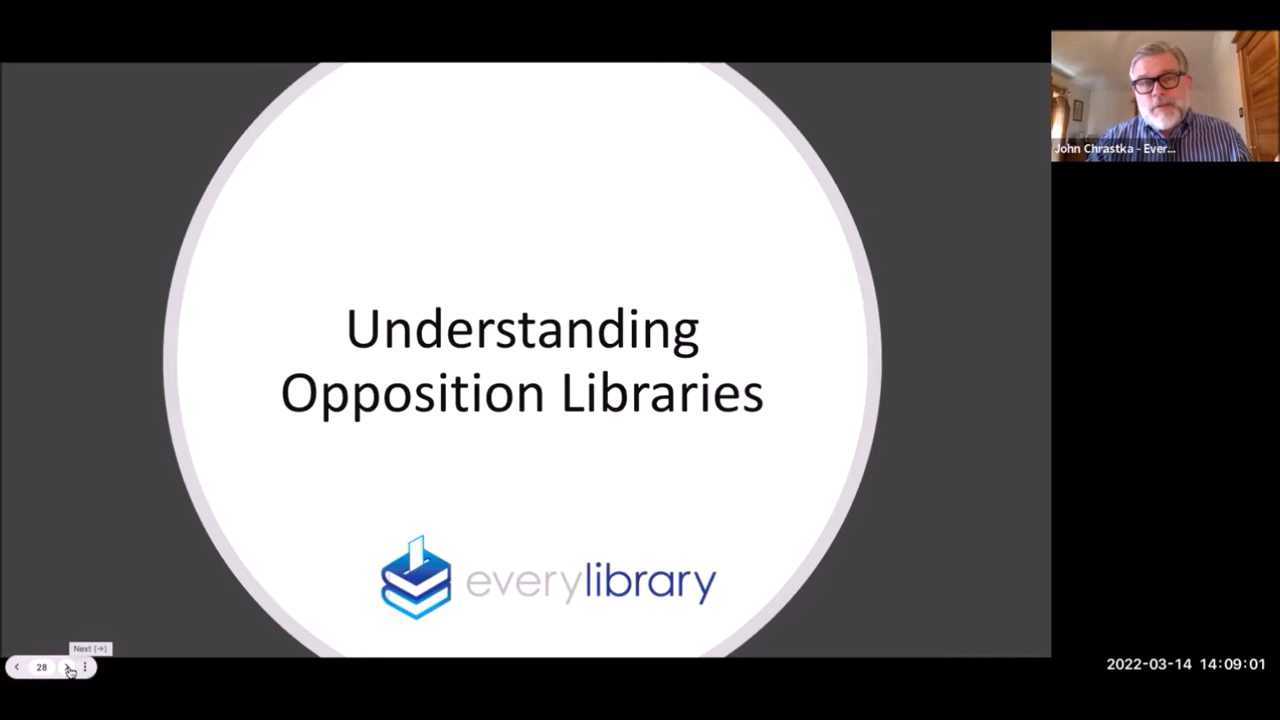 John Chrastka - Ever...
Understanding
Opposition Libraries
everylibrary
Next (→)
28
2022-03-14 14:09:01